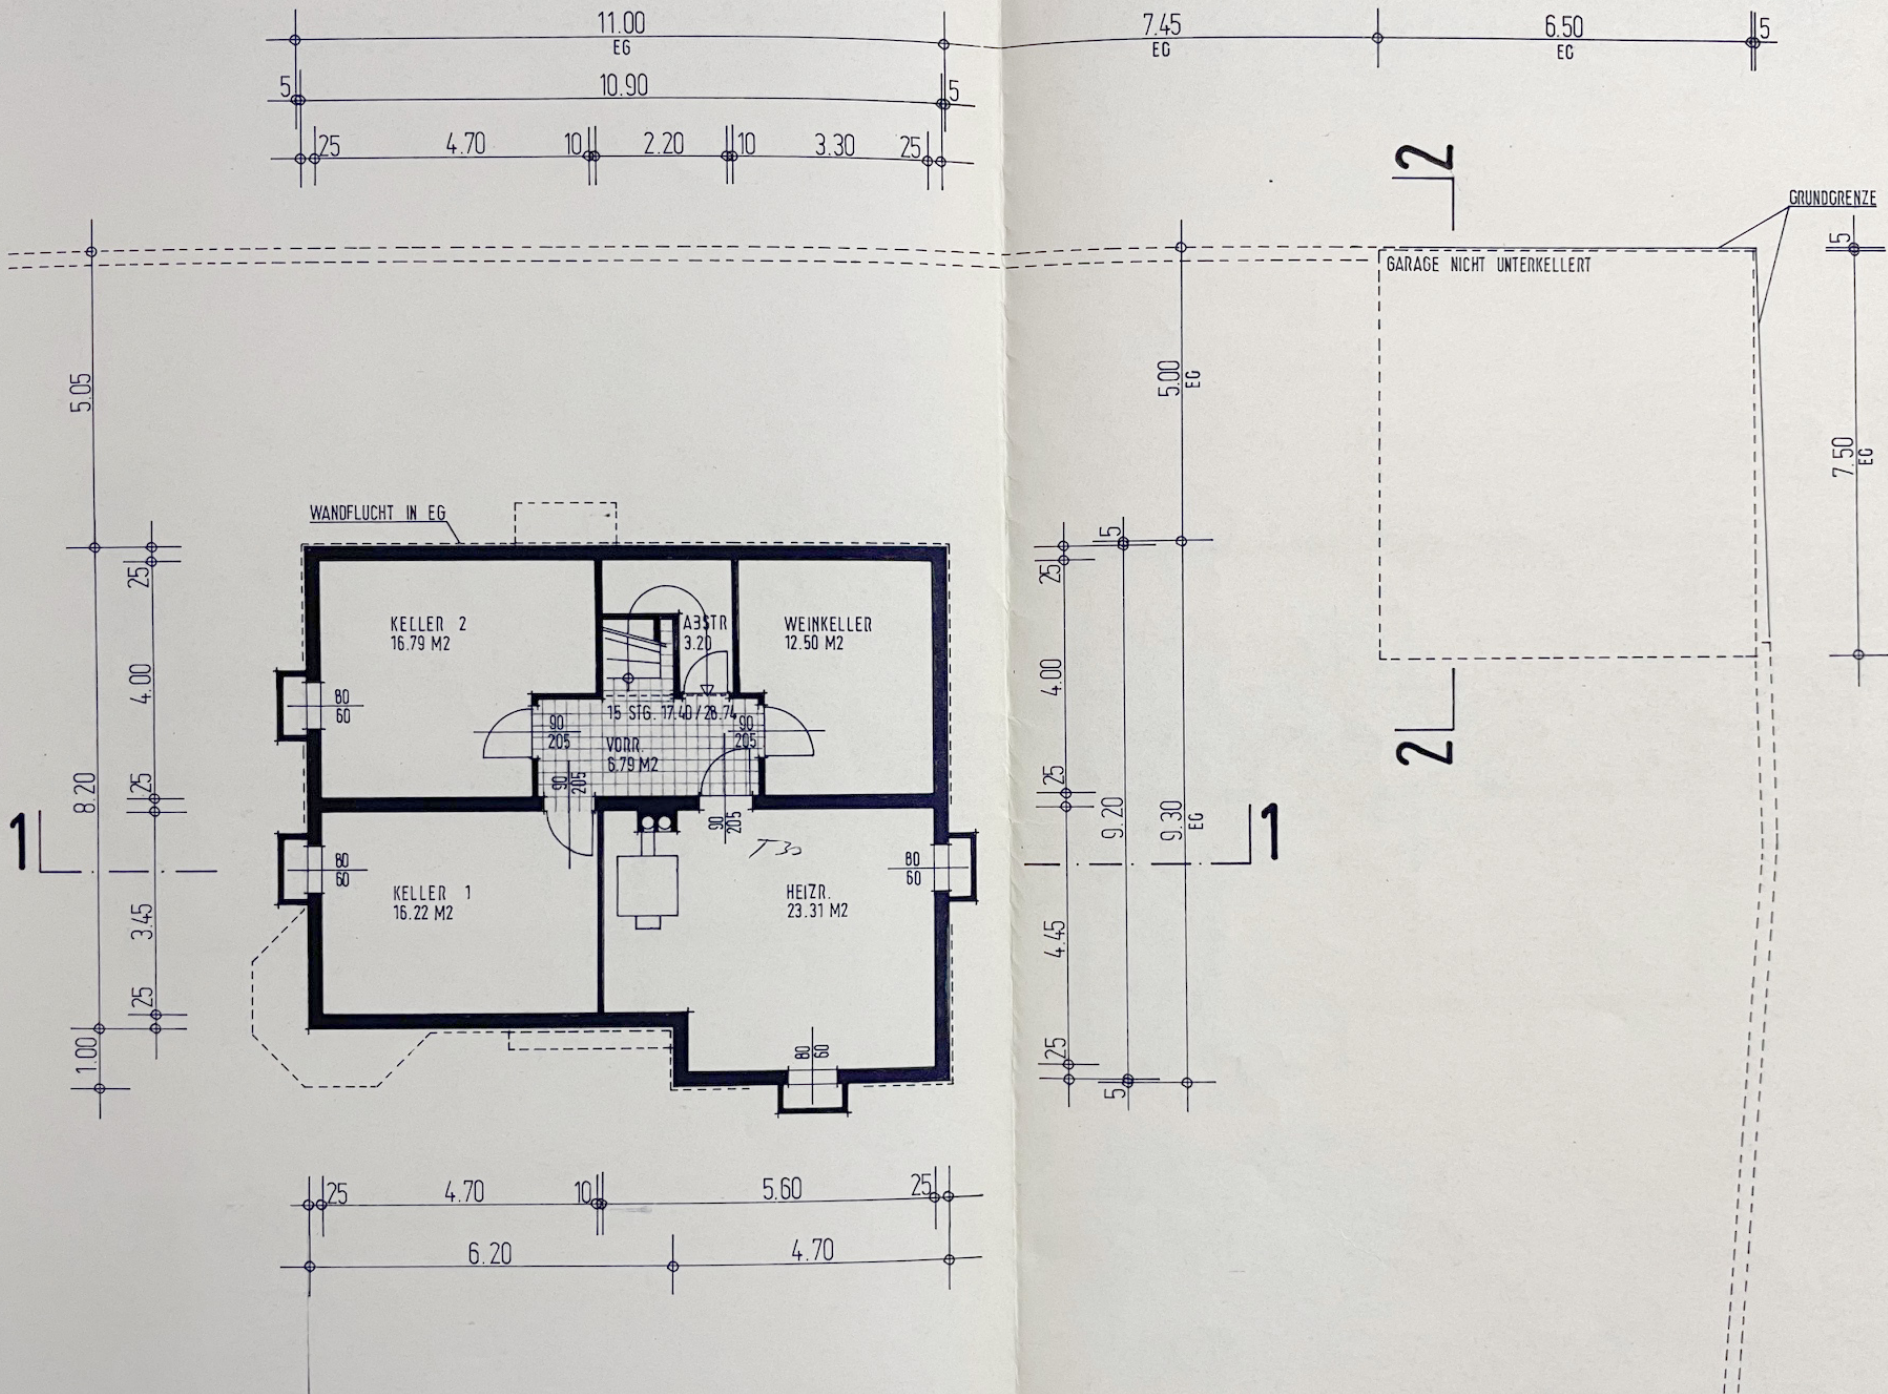 11.00
EG
7.45
EG
6.50
EG
5
5
10.90
5
25
4.70
10
2.20
10
3.30
25
2
GRUNDGRENZE
5
GARAGE NICHT UNTERKELLERT
5.05
5.00
EG
7.50
EG
WANDFLUCHT IN EG
5
25
25
KELLER 2
16.79 M2
ABSTR
3.20
WEINKELLER
12.50 M2
4.00
4.00
80
60
15 STG. 17.40/28.74
90
205
90
205
VORR.
6.79 M2
2
8.20
25
90
205
25
9.20
9.30
EG
1
1
90
205
T30
80
60
80
60
KELLER 1
16.22 M2
HEIZR.
23.31 M2
3.45
4.45
25
1.00
80
60
25
5
25
4.70
10
5.60
25
6.20
4.70